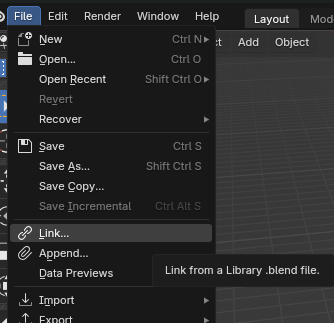 File Edit Render Window Help Layout Mod
New Ctrl N
ct Add Object
Open... Ctrl O
Open Recent Shift Ctrl O
Revert
Recover
Save Ctrl S
Save As... Shift Ctrl S
Save Copy...
Save Incremental Ctrl Alt S
Link...
Append...
Data Previews
Link from a Library .blend file.
Import
Export